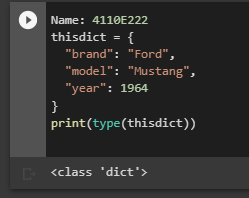 Name: 4110E222
thisdict = {
  "brand": "Ford",
  "model": "Mustang",
  "year": 1964
}
print(type(thisdict))
<class 'dict'>